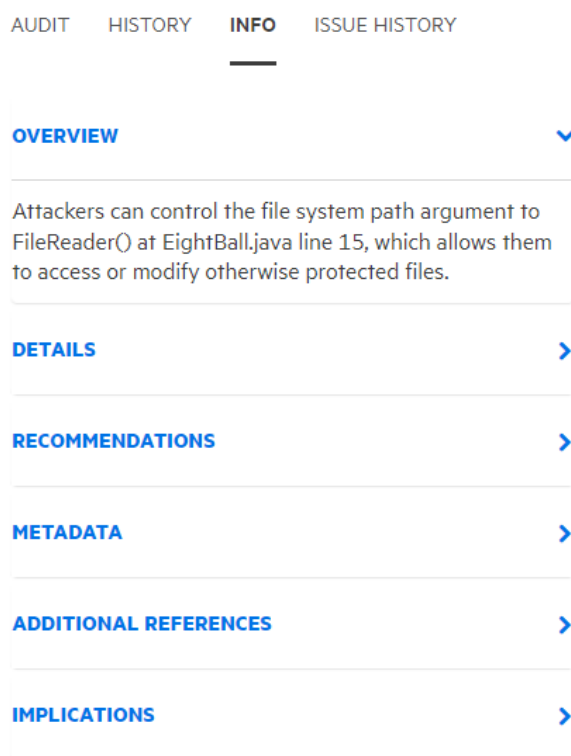 AUDIT HISTORY INFO ISSUE HISTORY
OVERVIEW
Attackers can control the file system path argument to
FileReader() at EightBall.java line 15, which allows them
to access or modify otherwise protected files.
DETAILS
RECOMMENDATIONS
METADATA
ADDITIONAL REFERENCES
IMPLICATIONS